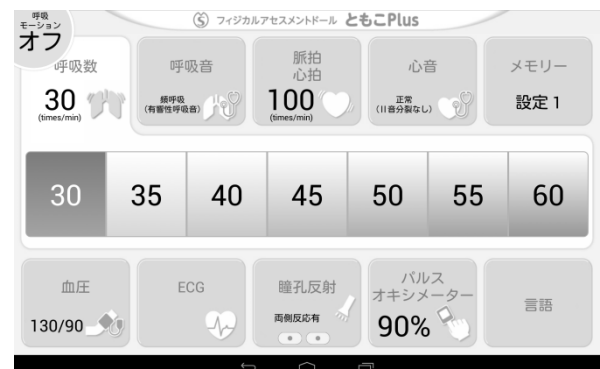 呼吸
モーション
オフ
フィジカルアセスメントドール ともこPlus
呼吸数
30
(times/min)
呼吸音
頻呼吸
(有響性呼吸音)
脈拍
心拍
100
(times/min)
心音
正常
(II音分裂なし)
メモリー
設定 1
30 35 40 45 50 55 60
血圧
130/90
ECG
瞳孔反射
両側反応有
パルス
オキシメーター
90%
言語